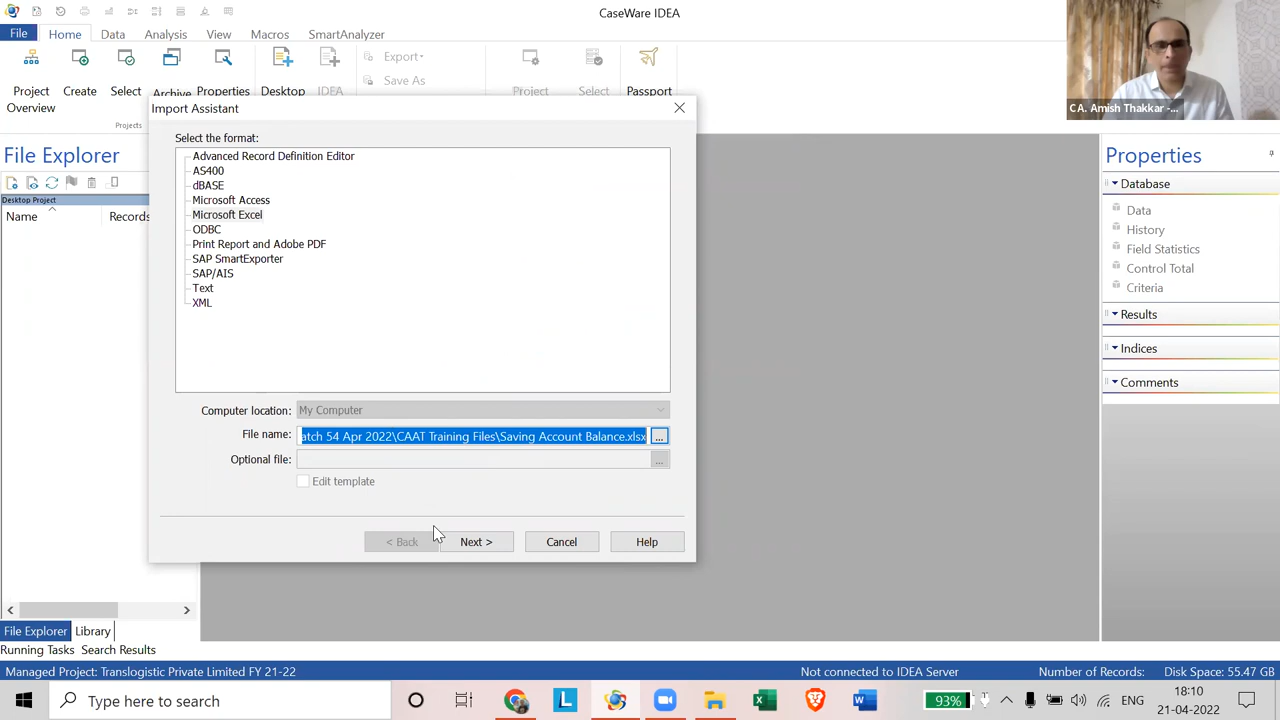 CaseWare IDEA
File
Home
Data
Analysis
View
Macros
SmartAnalyzer
Export
Save As
Project
Overview
Create
Select
Archive
Properties
Desktop
IDEA
Project
Select
Passport
Projects
CA. Amish Thakkar -...
Import Assistant
Select the format:
Advanced Record Definition Editor
AS400
dBASE
Microsoft Access
Microsoft Excel
ODBC
Print Report and Adobe PDF
SAP SmartExporter
SAP/AIS
Text
XML
Computer location:
My Computer
File name:
atch 54 Apr 2022\CAAT Training Files\Saving Account Balance.xlsx
...
Optional file:
...
Edit template
< Back
Next >
Cancel
Help
File Explorer
Desktop Project
Name
Records
Properties
Database
Data
History
Field Statistics
Control Total
Criteria
Results
Indices
Comments
File Explorer
Library
Running Tasks
Search Results
Managed Project: Translogistic Private Limited FY 21-22
Not connected to IDEA Server
Number of Records:
Disk Space: 55.47 GB
Type here to search
93%
ENG
18:10
21-04-2022